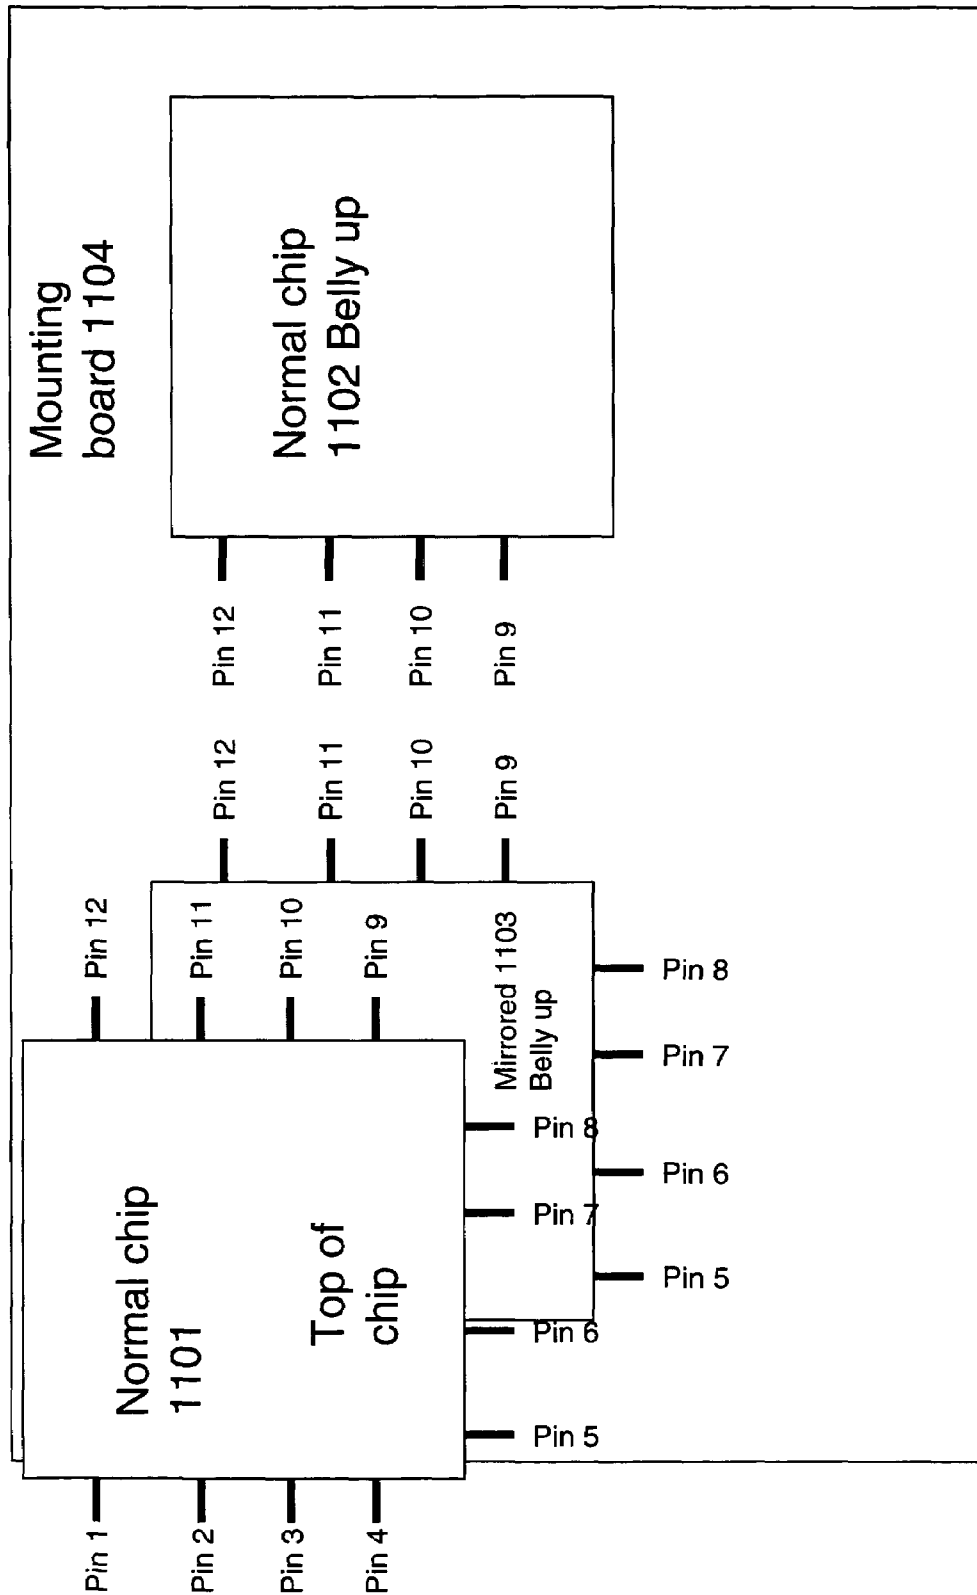 Mounting
board 1104
Normal chip
1102 Belly up
Pin 12
Pin 11
Pin 10
Pin 9
Pin 12
Pin 11
Pin 10
Pin 9
Mirrored 1103
Belly up
Pin 8
Pin 7
Pin 6
Pin 5
Pin 12
Pin 11
Pin 10
Pin 9
Normal chip
1101
Top of
chip
Pin 8
Pin 7
Pin 6
Pin 5
Pin 1
Pin 2
Pin 3
Pin 4